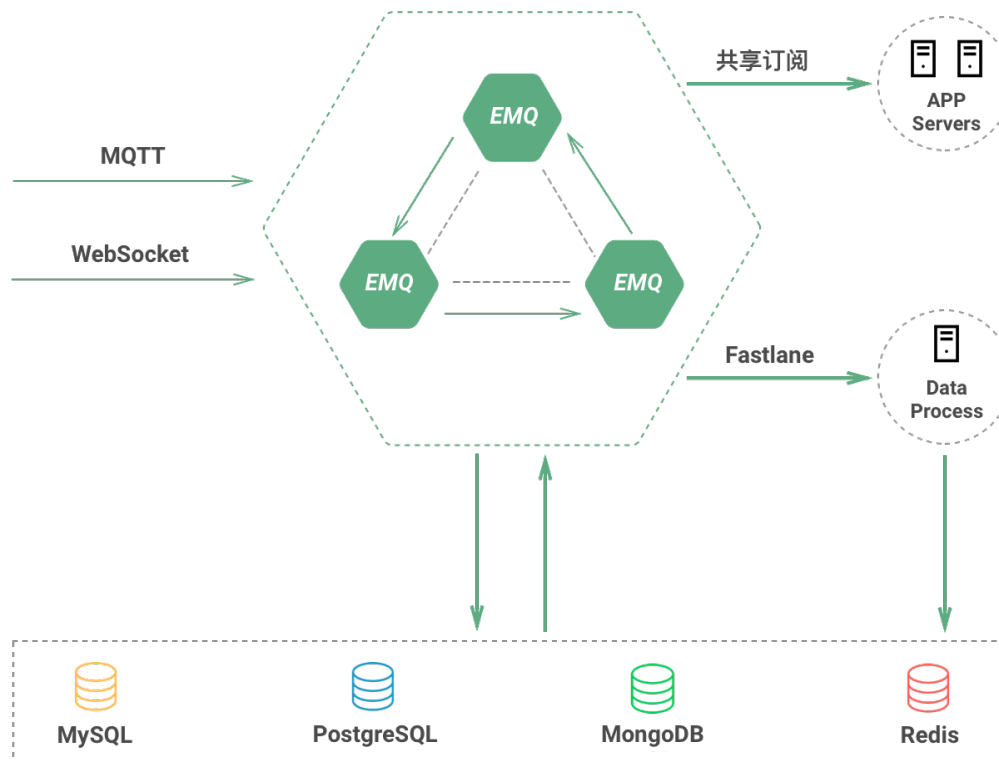 EMQ
共享订阅
APP
Servers
MQTT
WebSocket
EMQ
EMQ
Fastlane
Data
Process
MySQL
PostgreSQL
MongoDB
Redis